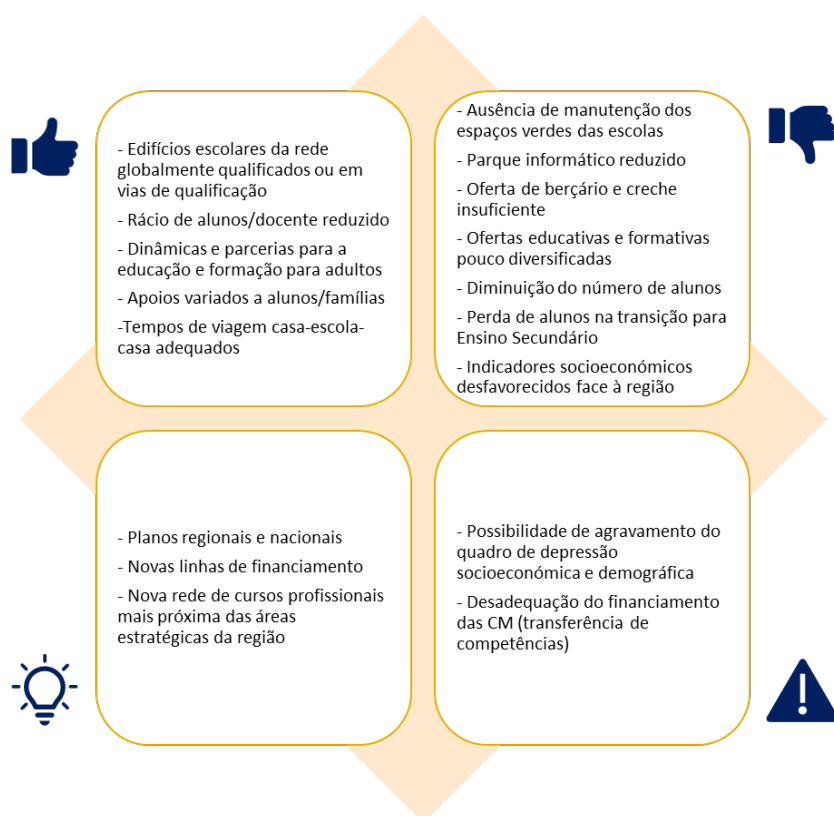 - Edifícios escolares da rede
globalmente qualificados ou em
vias de qualificação
- Rácio de alunos/docente reduzido
- Dinâmicas e parcerias para a
educação e formação para adultos
- Apoios variados a alunos/famílias
-Tempos de viagem casa-escola-
casa adequados
- Ausência de manutenção dos
espaços verdes das escolas
- Parque informático reduzido
- Oferta de berçário e creche
insuficiente
- Ofertas educativas e formativas
pouco diversificadas
- Diminuição do número de alunos
- Perda de alunos na transição para
Ensino Secundário
- Indicadores socioeconómicos
desfavorecidos face à região
- Planos regionais e nacionais
- Novas linhas de financiamento
- Nova rede de cursos profissionais
mais próxima das áreas
estratégicas da região
- Possibilidade de agravamento do
quadro de depressão
socioeconómica e demográfica
- Desadequação do financiamento
das CM (transferência de
competências)